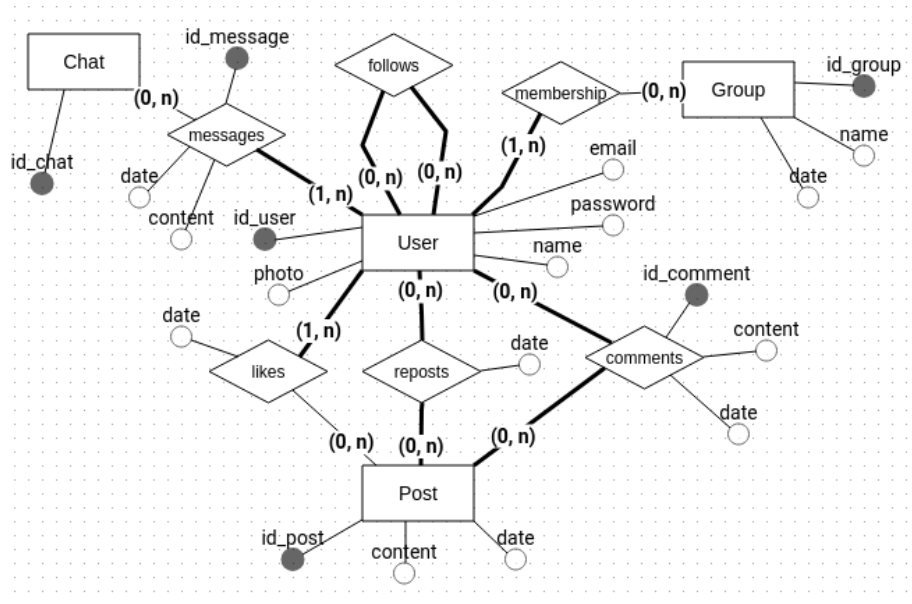 id_message
Chat
follows
id_group
membership
(0, n)
Group
(0, n)
messages
name
(1, n)
email
id_chat
date
(0, n)
(0, n)
date
(1, n)
password
content
id_user
User
name
photo
(0, n)
(0, n)
id_comment
date
(1, n)
content
date
likes
reposts
comments
date
(0, n)
(0, n)
(0, n)
Post
id_post
content
date